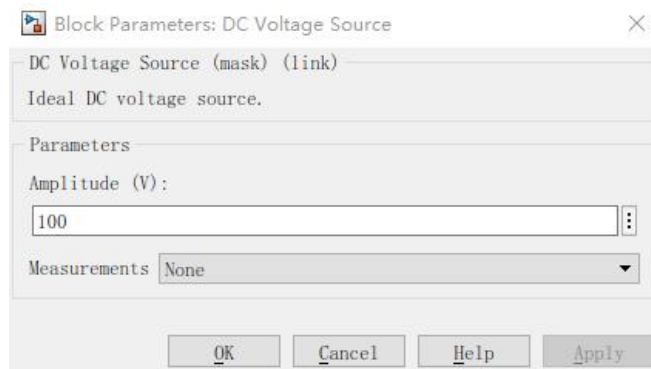 Block Parameters: DC Voltage Source
DC Voltage Source (mask) (link)
Ideal DC voltage source.
Parameters
Amplitude (V):
100
Measurements None
OK Cancel Help Apply